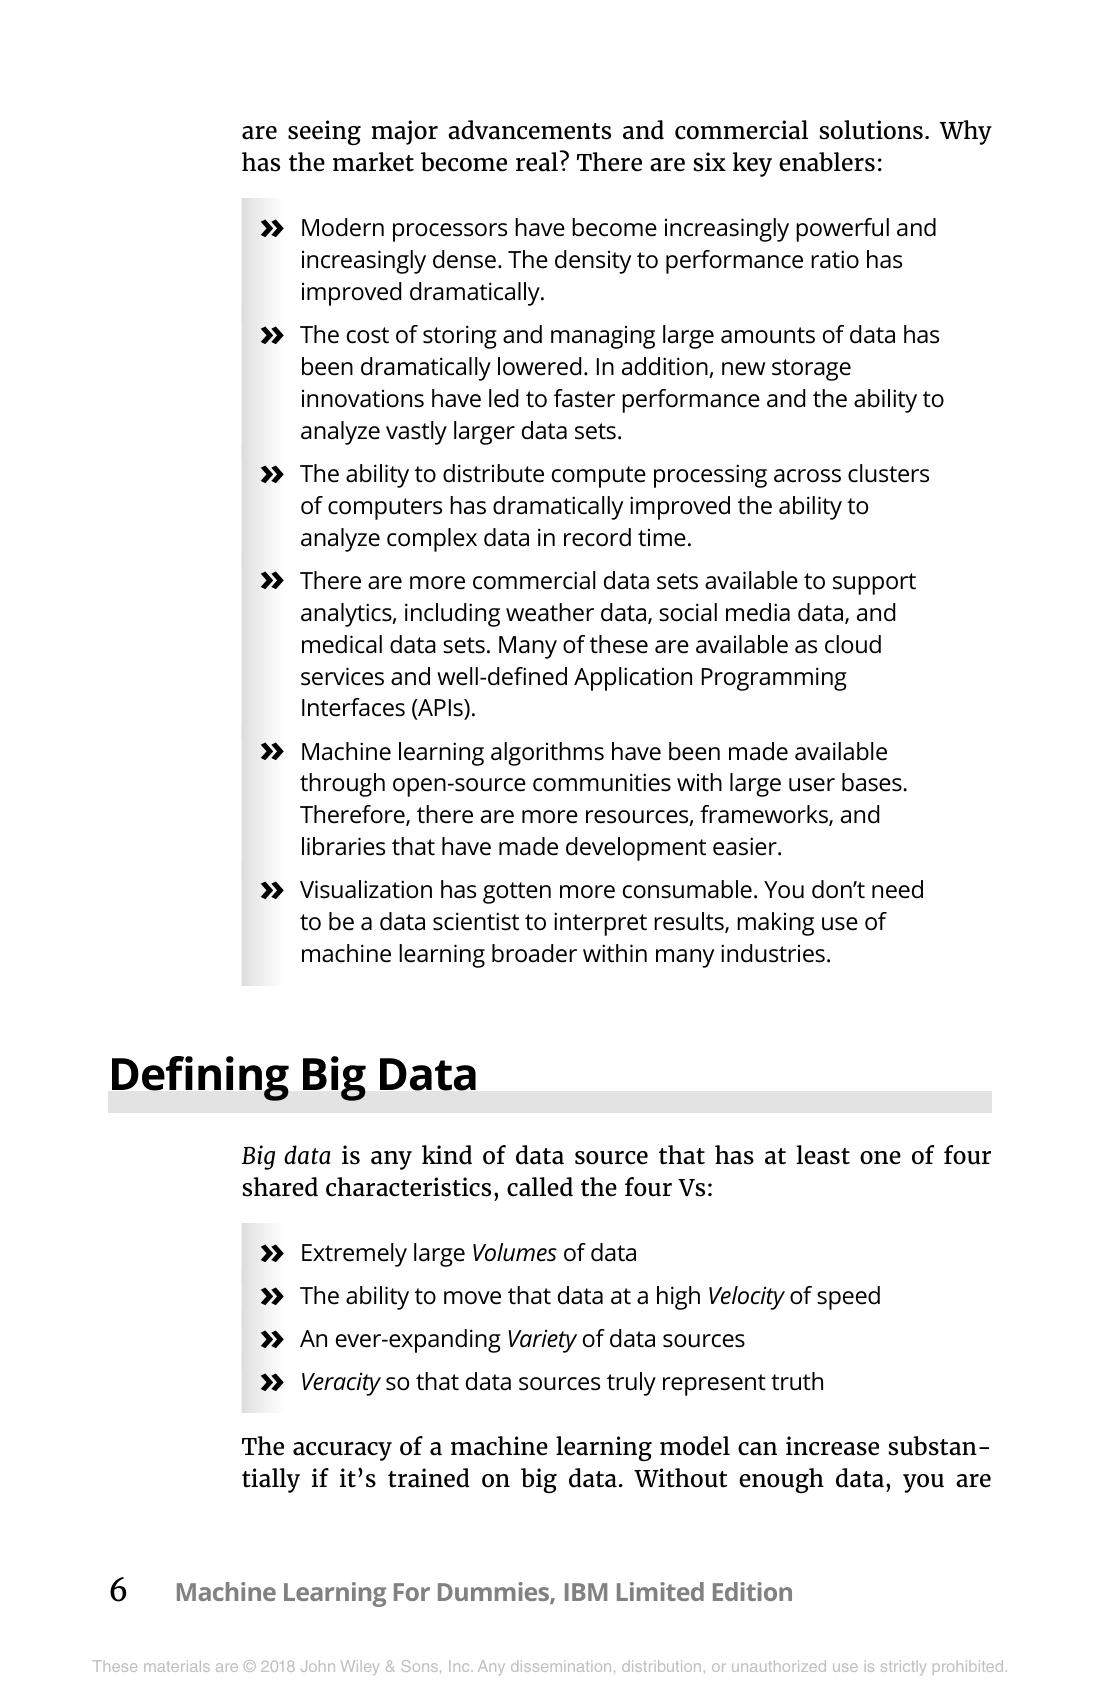 are seeing major advancements and commercial solutions. Why
has the market become real? There are six key enablers:
» Modern processors have become increasingly powerful and
increasingly dense. The density to performance ratio has
improved dramatically.
» The cost of storing and managing large amounts of data has
been dramatically lowered. In addition, new storage
innovations have led to faster performance and the ability to
analyze vastly larger data sets.
» The ability to distribute compute processing across clusters
of computers has dramatically improved the ability to
analyze complex data in record time.
» There are more commercial data sets available to support
analytics, including weather data, social media data, and
medical data sets. Many of these are available as cloud
services and well-defined Application Programming
Interfaces (APIs).
» Machine learning algorithms have been made available
through open-source communities with large user bases.
Therefore, there are more resources, frameworks, and
libraries that have made development easier.
» Visualization has gotten more consumable. You don’t need
to be a data scientist to interpret results, making use of
machine learning broader within many industries.
Defining Big Data
Big data is any kind of data source that has at least one of four
shared characteristics, called the four Vs:
» Extremely large Volumes of data
» The ability to move that data at a high Velocity of speed
» An ever-expanding Variety of data sources
» Veracity so that data sources truly represent truth
The accuracy of a machine learning model can increase substan-
tially if it’s trained on big data. Without enough data, you are
6 Machine Learning For Dummies, IBM Limited Edition
These materials are © 2018 John Wiley & Sons, Inc. Any dissemination, distribution, or unauthorized use is strictly prohibited.